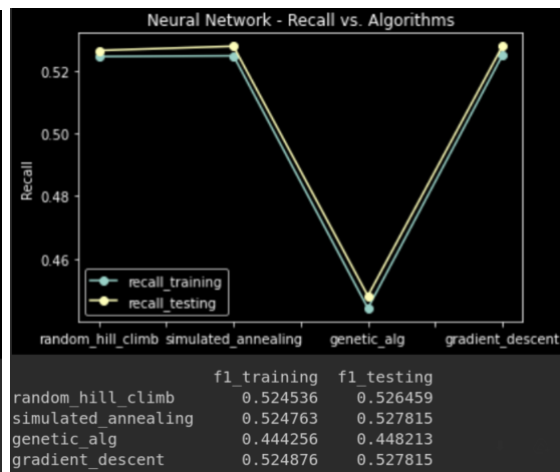 Neural Network - Recall vs. Algorithms
0.52
0.50
0.48
0.46
Recall
recall_training
recall_testing
random_hill_climb simulated_annealing genetic_alg gradient_descent
f1_training f1_testing
random_hill_climb 0.524536 0.526459
simulated_annealing 0.524763 0.527815
genetic_alg 0.444256 0.448213
gradient_descent 0.524876 0.527815